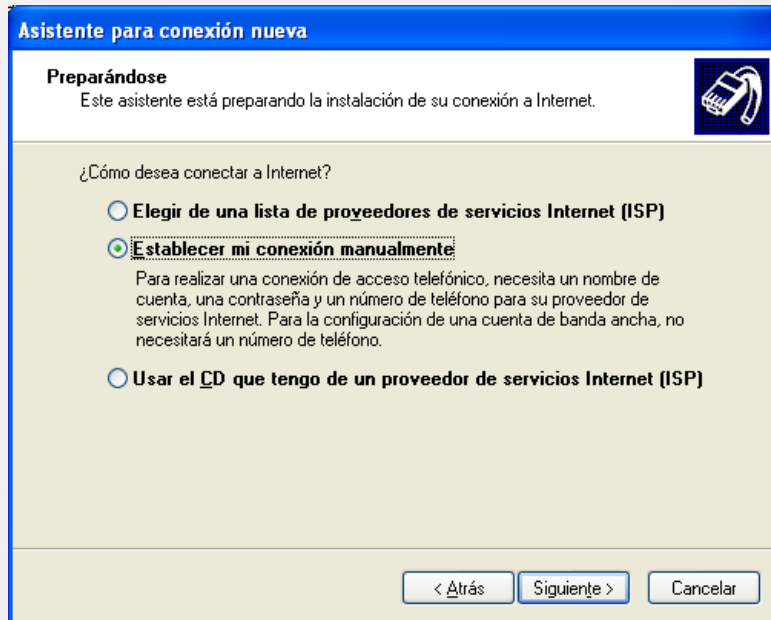 Asistente para conexión nueva
Preparándose
Este asistente está preparando la instalación de su conexión a Internet.
¿Cómo desea conectar a Internet?
Elegir de una lista de proveedores de servicios Internet (ISP)
Establecer mi conexión manualmente
Para realizar una conexión de acceso telefónico, necesita un nombre de
cuenta, una contraseña y un número de teléfono para su proveedor de
servicios Internet. Para la configuración de una cuenta de banda ancha, no
necesitará un número de teléfono.
Usar el CD que tengo de un proveedor de servicios Internet (ISP)
< Atrás Siguiente > Cancelar